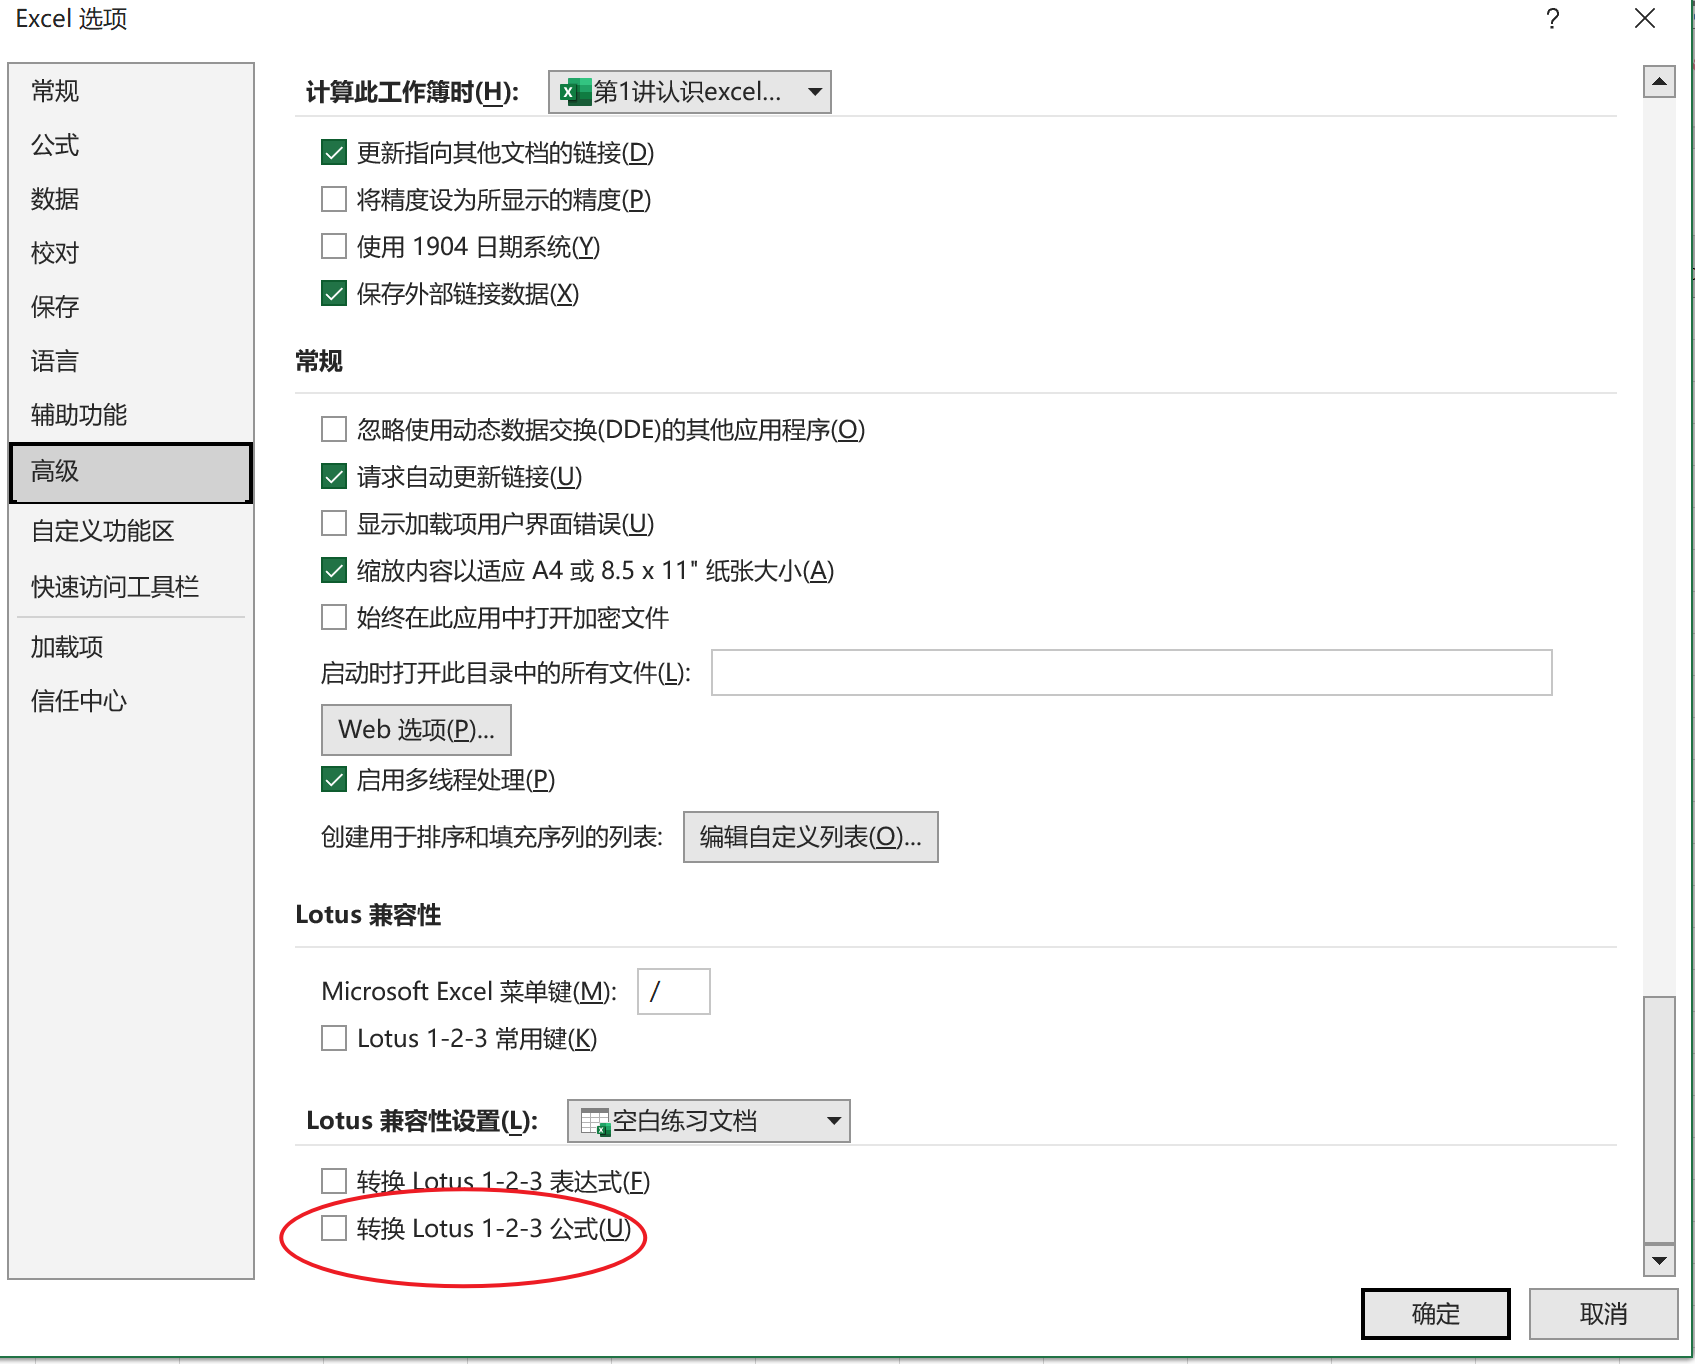 Excel 选项
?
常规
公式
数据
校对
保存
语言
辅助功能
高级
自定义功能区
快速访问工具栏
加载项
信任中心
计算此工作簿时(H): 第1讲认识excel...
更新指向其他文档的链接(D)
将精度设为所显示的精度(P)
使用 1904 日期系统(Y)
保存外部链接数据(X)
常规
忽略使用动态数据交换(DDE)的其他应用程序(O)
请求自动更新链接(U)
显示加载项用户界面错误(U)
缩放内容以适应 A4 或 8.5 x 11" 纸张大小(A)
始终在此应用中打开加密文件
启动时打开此目录中的所有文件(L):
Web 选项(P)...
启用多线程处理(P)
创建用于排序和填充序列的列表: 编辑自定义列表(O)...
Lotus 兼容性
Microsoft Excel 菜单键(M): /
Lotus 1-2-3 常用键(K)
Lotus 兼容性设置(L): 空白练习文档
转换 Lotus 1-2-3 表达式(F)
转换 Lotus 1-2-3 公式(U)
确定 取消